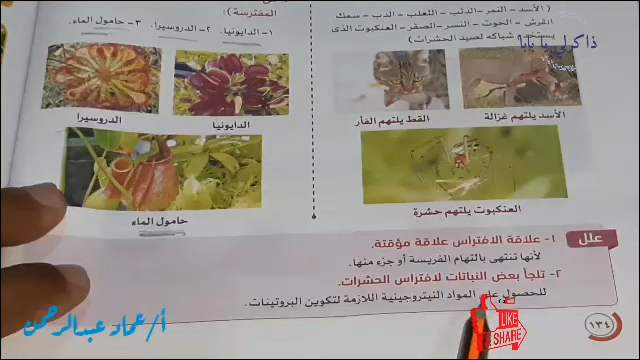 ( الأسد – النمر – الذئب – الثعلب – الدب – سمك
القرش – الحوت – النسر – الصقر – العنكبوت الذى
يستخدم شباكه لصيد الحشرات)
ذاكرلي يا بابا
الأسد يلتهم غزالة
القط يلتهم الفأر
العنكبوت يلتهم حشرة
المفترسة ):
١- الدايونيا. ٢- الدروسيرا. ٣- حامول الماء.
الدايونيا
الدروسيرا
حامول الماء
علل
١- علاقة الافتراس علاقة مؤقتة.
لأنها تنتهى بالتهام الفريسة أو جزء منها.
٢- تلجأ بعض النباتات لافتراس الحشرات.
للحصول على المواد النيتروجينية اللازمة لتكوين البروتينات.
١٣٤
أ/ عماد عبدالرحمن
LIKE
SHARE